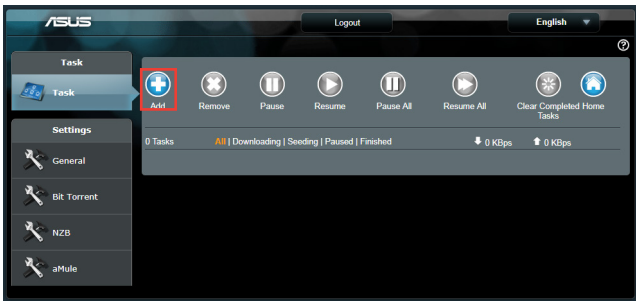 ASUS
Logout
English
?
Task
Task
Add
Remove
Pause
Resume
Pause All
Resume All
Clear Completed
Tasks
Home
0 Tasks
All | Downloading | Seeding | Paused | Finished
0 KBps
0 KBps
Settings
General
Bit Torrent
NZB
aMule